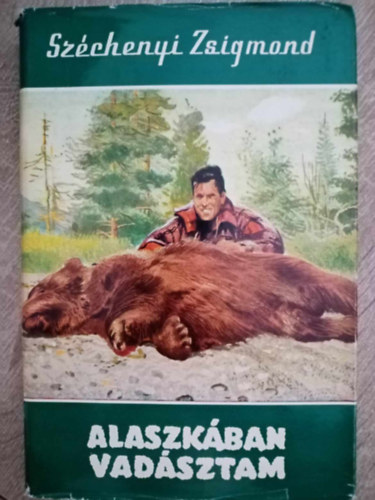 Széchenyi Zsigmond
ALASZKÁBAN
VADÁSZTAM